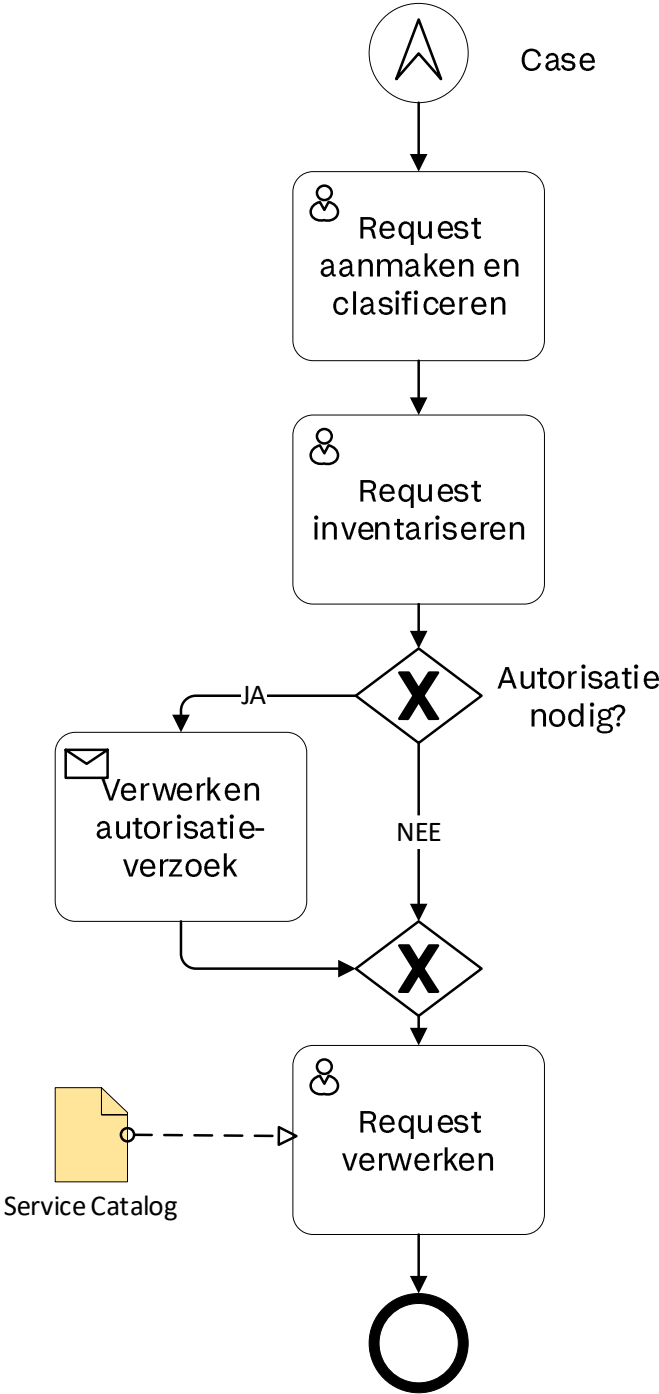 Case
Request
aanmaken en
clasificeren
Request
inventariseren
Autorisatie
nodig?
JA
X
Verwerken
autorisatie-
verzoek
NEE
X
Request
verwerken
Service Catalog